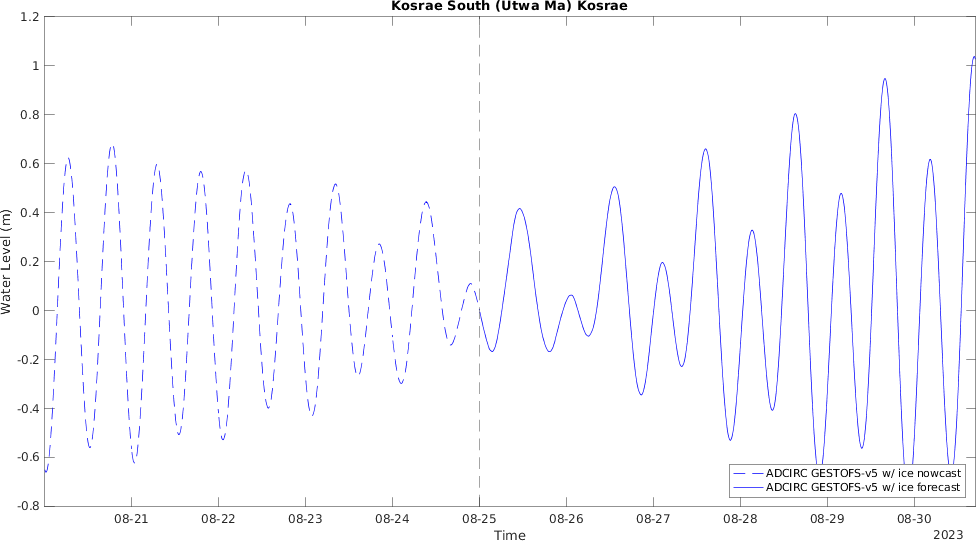 Kosrae South (Utwa Ma) Kosrae
1.2
1
0.8
0.6
0.4
0.2
0
-0.2
-0.4
-0.6
-0.8
Water Level (m)
08-21 08-22 08-23 08-24 08-25 08-26 08-27 08-28 08-29 08-30
Time
2023
ADCIRC GESTOFS-v5 w/ ice nowcast
ADCIRC GESTOFS-v5 w/ ice forecast